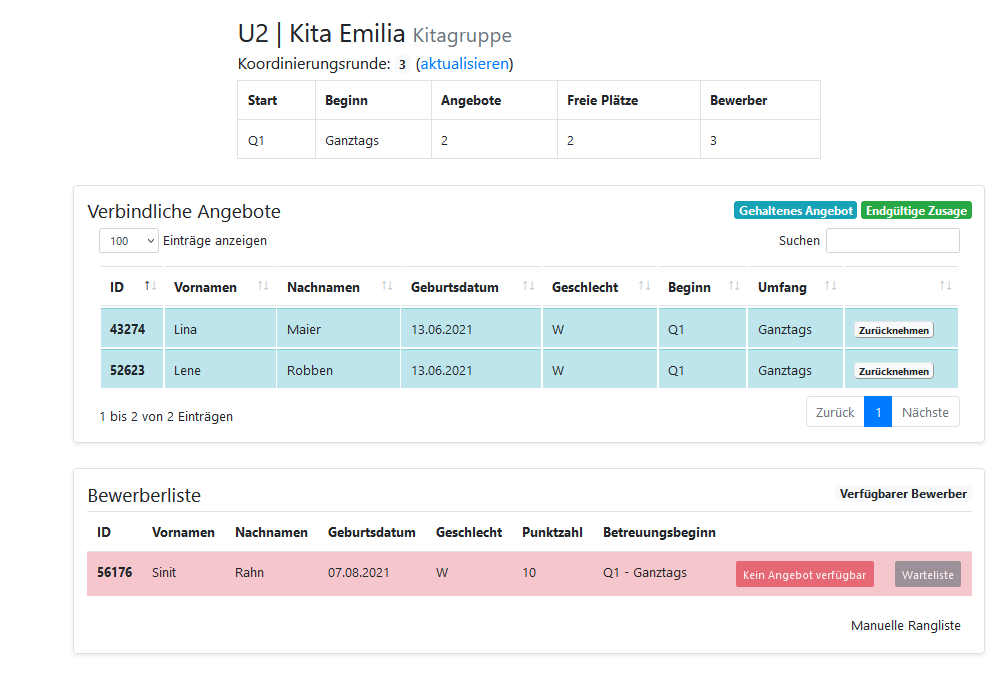 U2 | Kita Emilia Kitagruppe
Koordinierungsrunde: 3 (aktualisieren)
Start Beginn Angebote Freie Plätze Bewerber
Q1 Ganztags 2 2 3
Verbindliche Angebote Gehaltenes Angebot Endgültige Zusage
100 Einträge anzeigen Suchen
ID ↑↓ Vornamen ↑↓ Nachnamen ↑↓ Geburtsdatum ↑↓ Geschlecht ↑↓ Beginn ↑↓ Umfang ↑↓ ↑↓
43274 Lina Maier 13.06.2021 W Q1 Ganztags Zurücknehmen
52623 Lene Robben 13.06.2021 W Q1 Ganztags Zurücknehmen
1 bis 2 von 2 Einträgen Zurück 1 Nächste
Bewerberliste Verfügbarer Bewerber
ID Vornamen Nachnamen Geburtsdatum Geschlecht Punktzahl Betreuungsbeginn
56176 Sinit Rahn 07.08.2021 W 10 Q1 - Ganztags Kein Angebot verfügbar Warteliste
Manuelle Rangliste